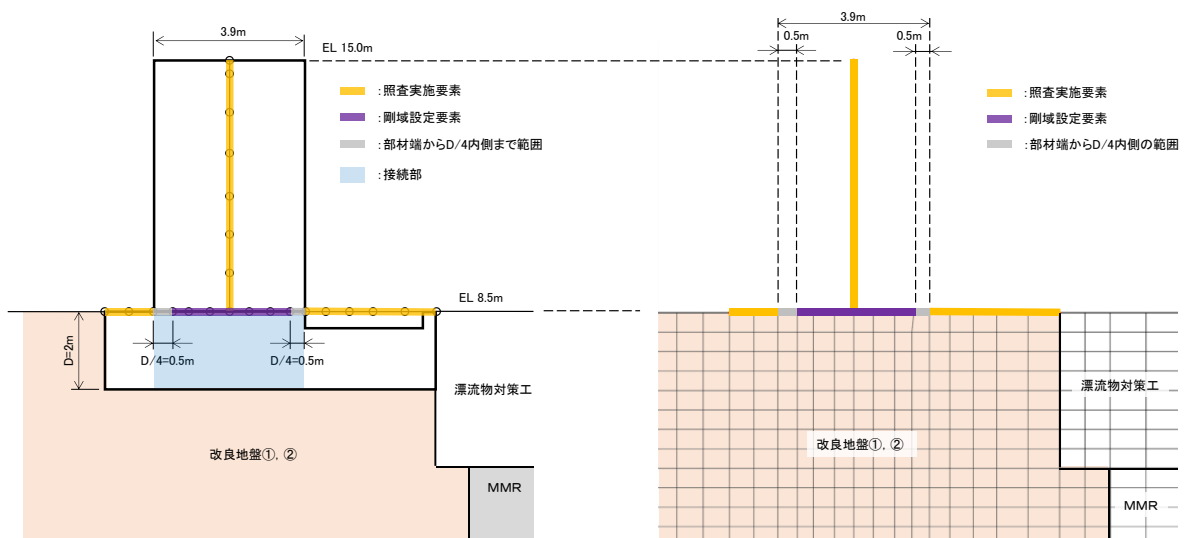 3.9m
EL 15.0m
:照査実施要素
:剛域設定要素
:部材端からD/4内側まで範囲
:接続部
EL 8.5m
D=2m
D/4=0.5m
D/4=0.5m
漂流物対策工
改良地盤①, ②
MMR
3.9m
0.5m
0.5m
:照査実施要素
:剛域設定要素
:部材端からD/4内側の範囲
漂流物対策工
改良地盤①, ②
MMR